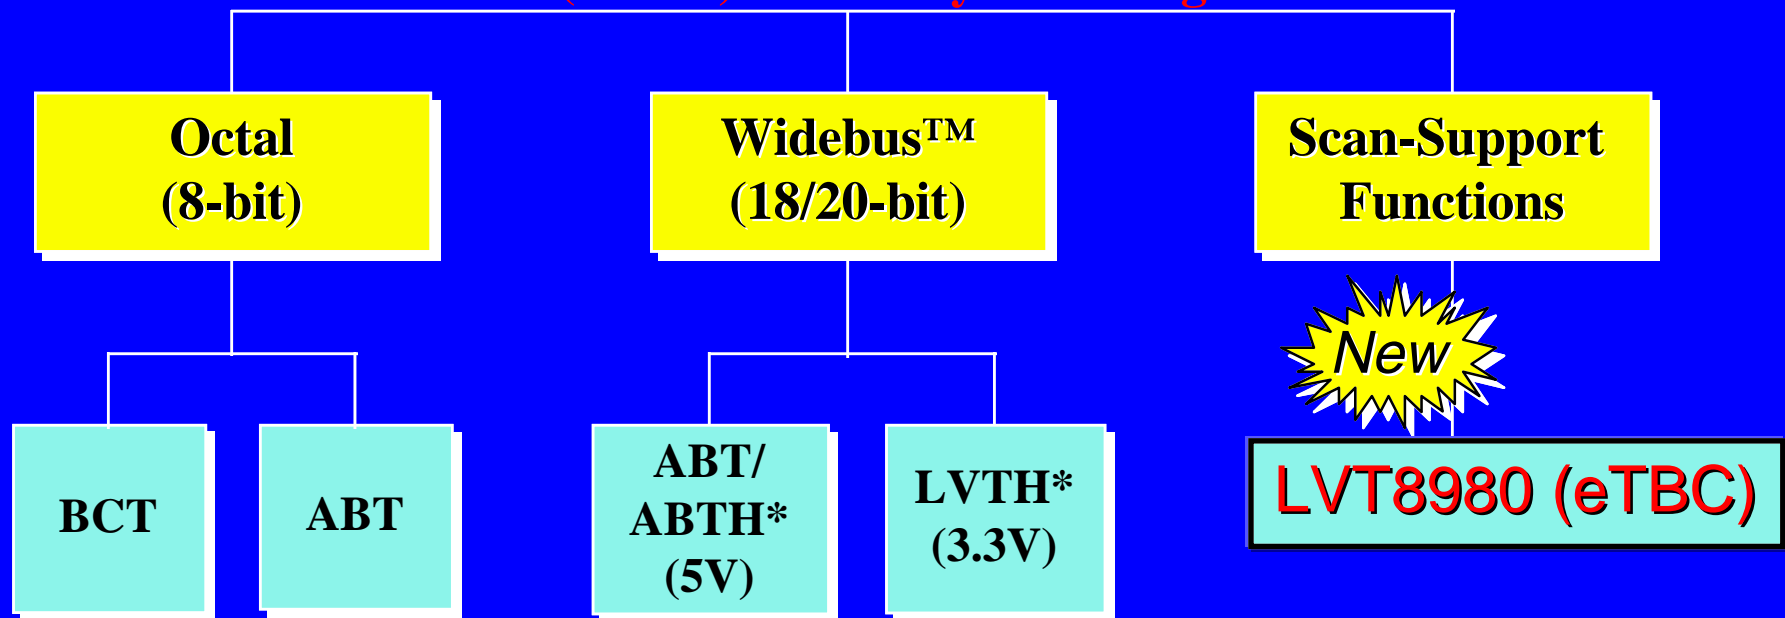 Octal
(8-bit)
Widebus™
(18/20-bit)
Scan-Support
Functions
New
BCT
ABT
ABT/
ABTH*
(5V)
LVTH*
(3.3V)
LVT8980 (eTBC)